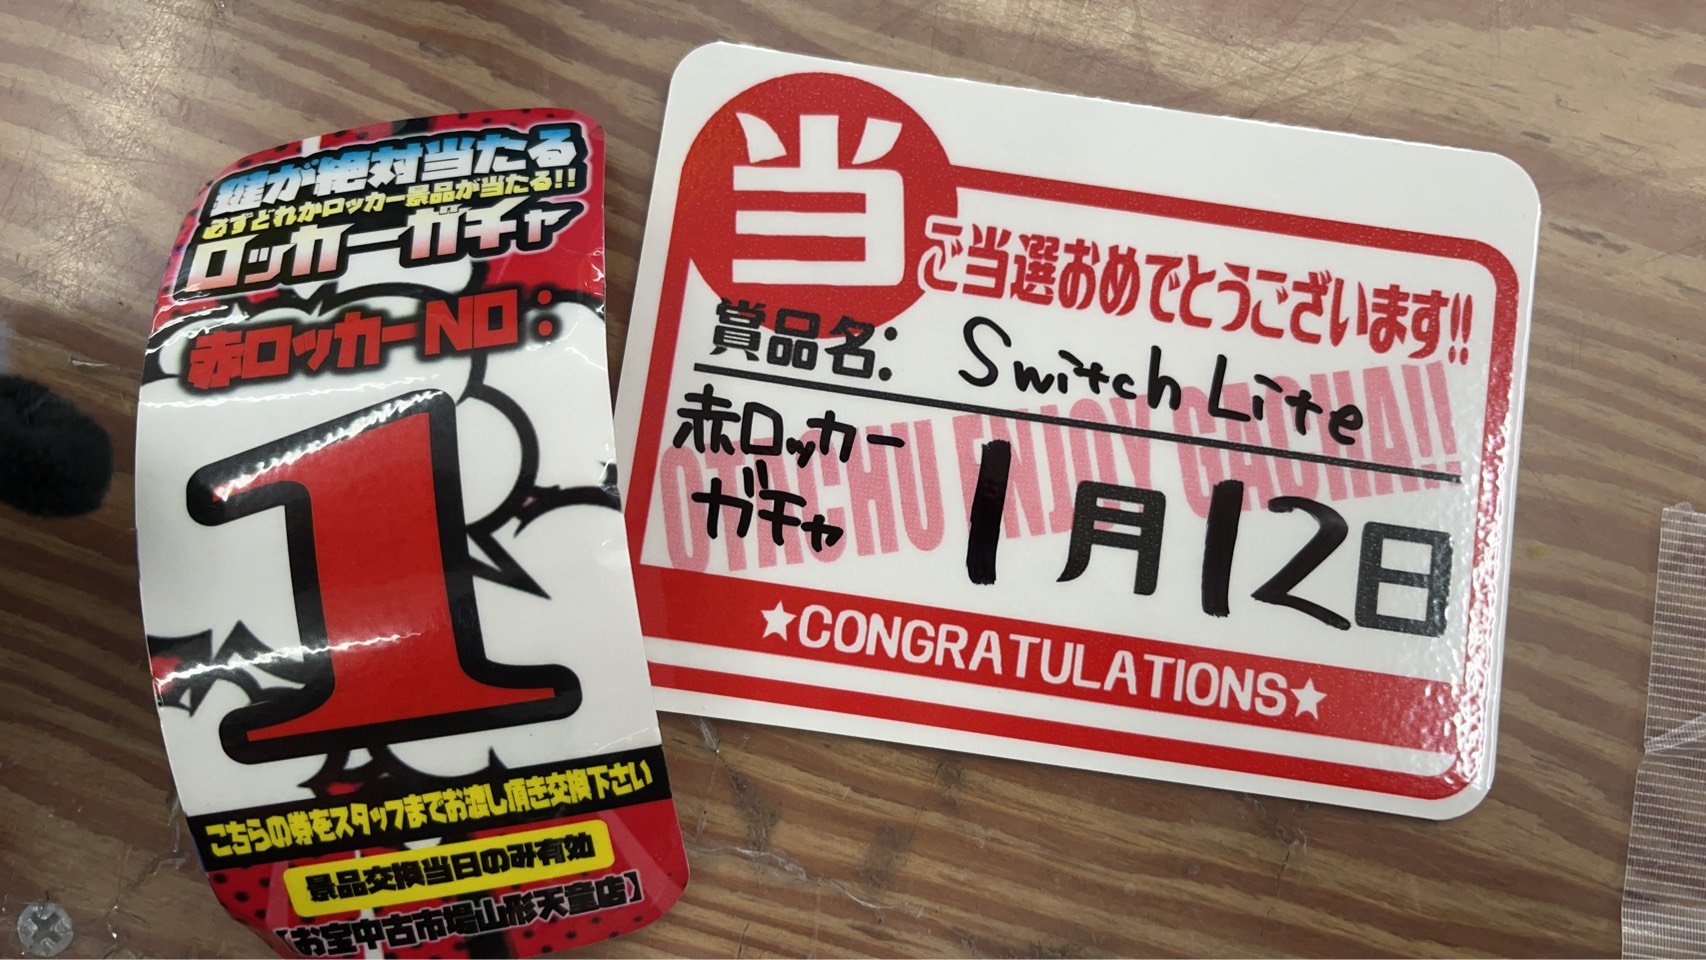 鍵が絶対当たる
必ずどれかロッカー景品が当たる!!
ロッカーガチャ
赤ロッカーNO:
1
こちらの券をスタッフまでお渡し頂き交換下さい
景品交換当日のみ有効
【お宝中古市場山形天童店】
当
ご当選おめでとうございます!!
賞品名: Switch Lite
赤ロッカー
ガチャ
1月12日
OTACHU ENJOY GACHA!!
★CONGRATULATIONS★